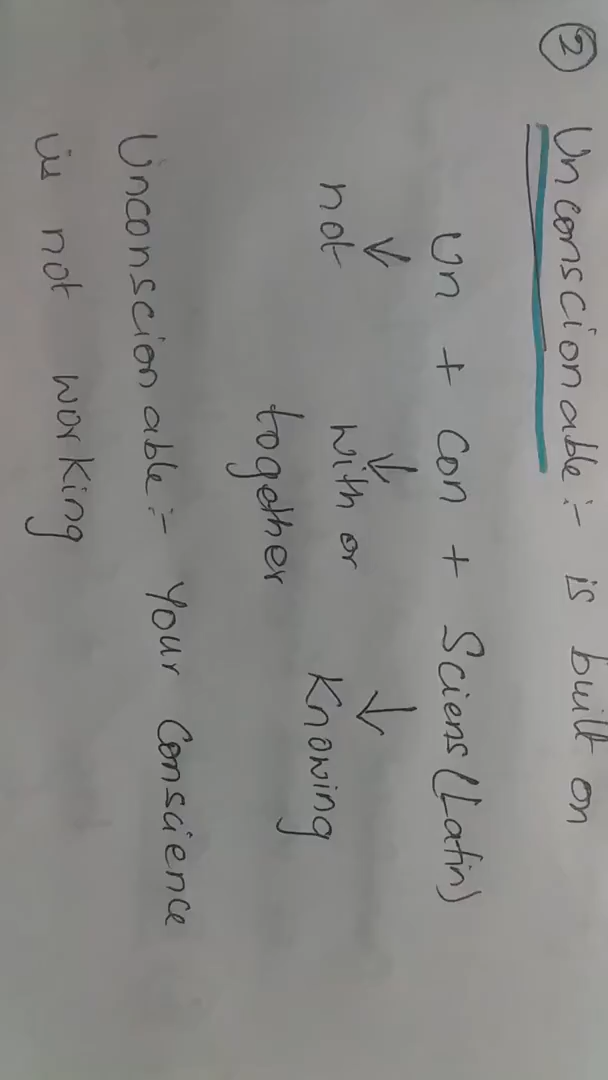 ② Unconscionable :- is built on
Un + Con + Sciens (Latin)
↓ ↓ ↓
not with or Knowing
together
Unconscionable :- Your Conscience
is not working